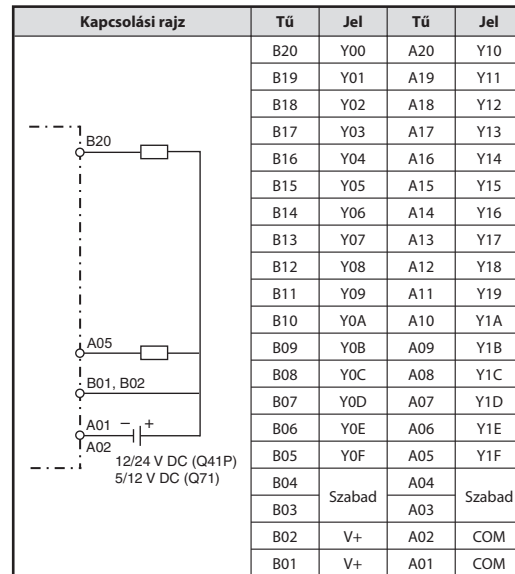 Kapcsolási rajz Tű Jel Tű Jel
B20 Y00 A20 Y10
B19 Y01 A19 Y11
B18 Y02 A18 Y12
B17 Y03 A17 Y13
B16 Y04 A16 Y14
B15 Y05 A15 Y15
B14 Y06 A14 Y16
B13 Y07 A13 Y17
B12 Y08 A12 Y18
B11 Y09 A11 Y19
B10 Y0A A10 Y1A
B09 Y0B A09 Y1B
B08 Y0C A08 Y1C
B07 Y0D A07 Y1D
B06 Y0E A06 Y1E
B05 Y0F A05 Y1F
B04 Szabad A04 Szabad
B03 A03
B02 V+ A02 COM
B01 V+ A01 COM
B20
A05
B01, B02
A01 – +
A02
12/24 V DC (Q41P)
5/12 V DC (Q71)